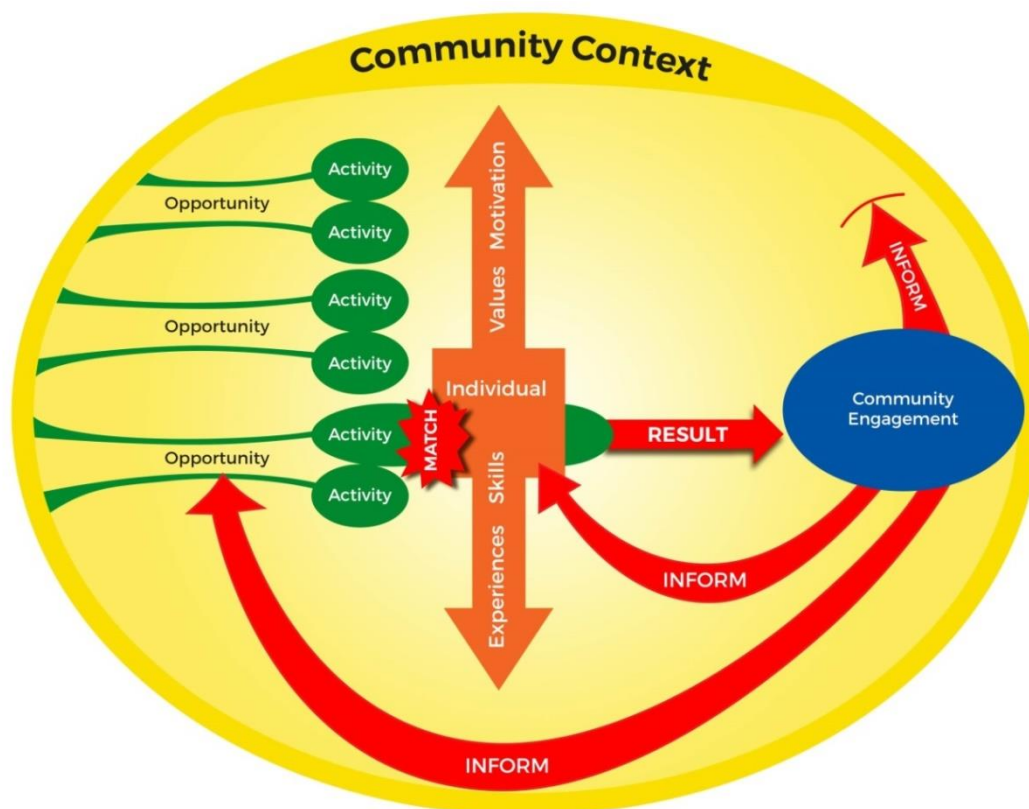 Community Context
Activity
Opportunity
Activity
Activity
Opportunity
Activity
Activity
Opportunity
Activity
Motivation
Values
Individual
MATCH
Skills
Experiences
RESULT
Community
Engagement
INFORM
INFORM
INFORM